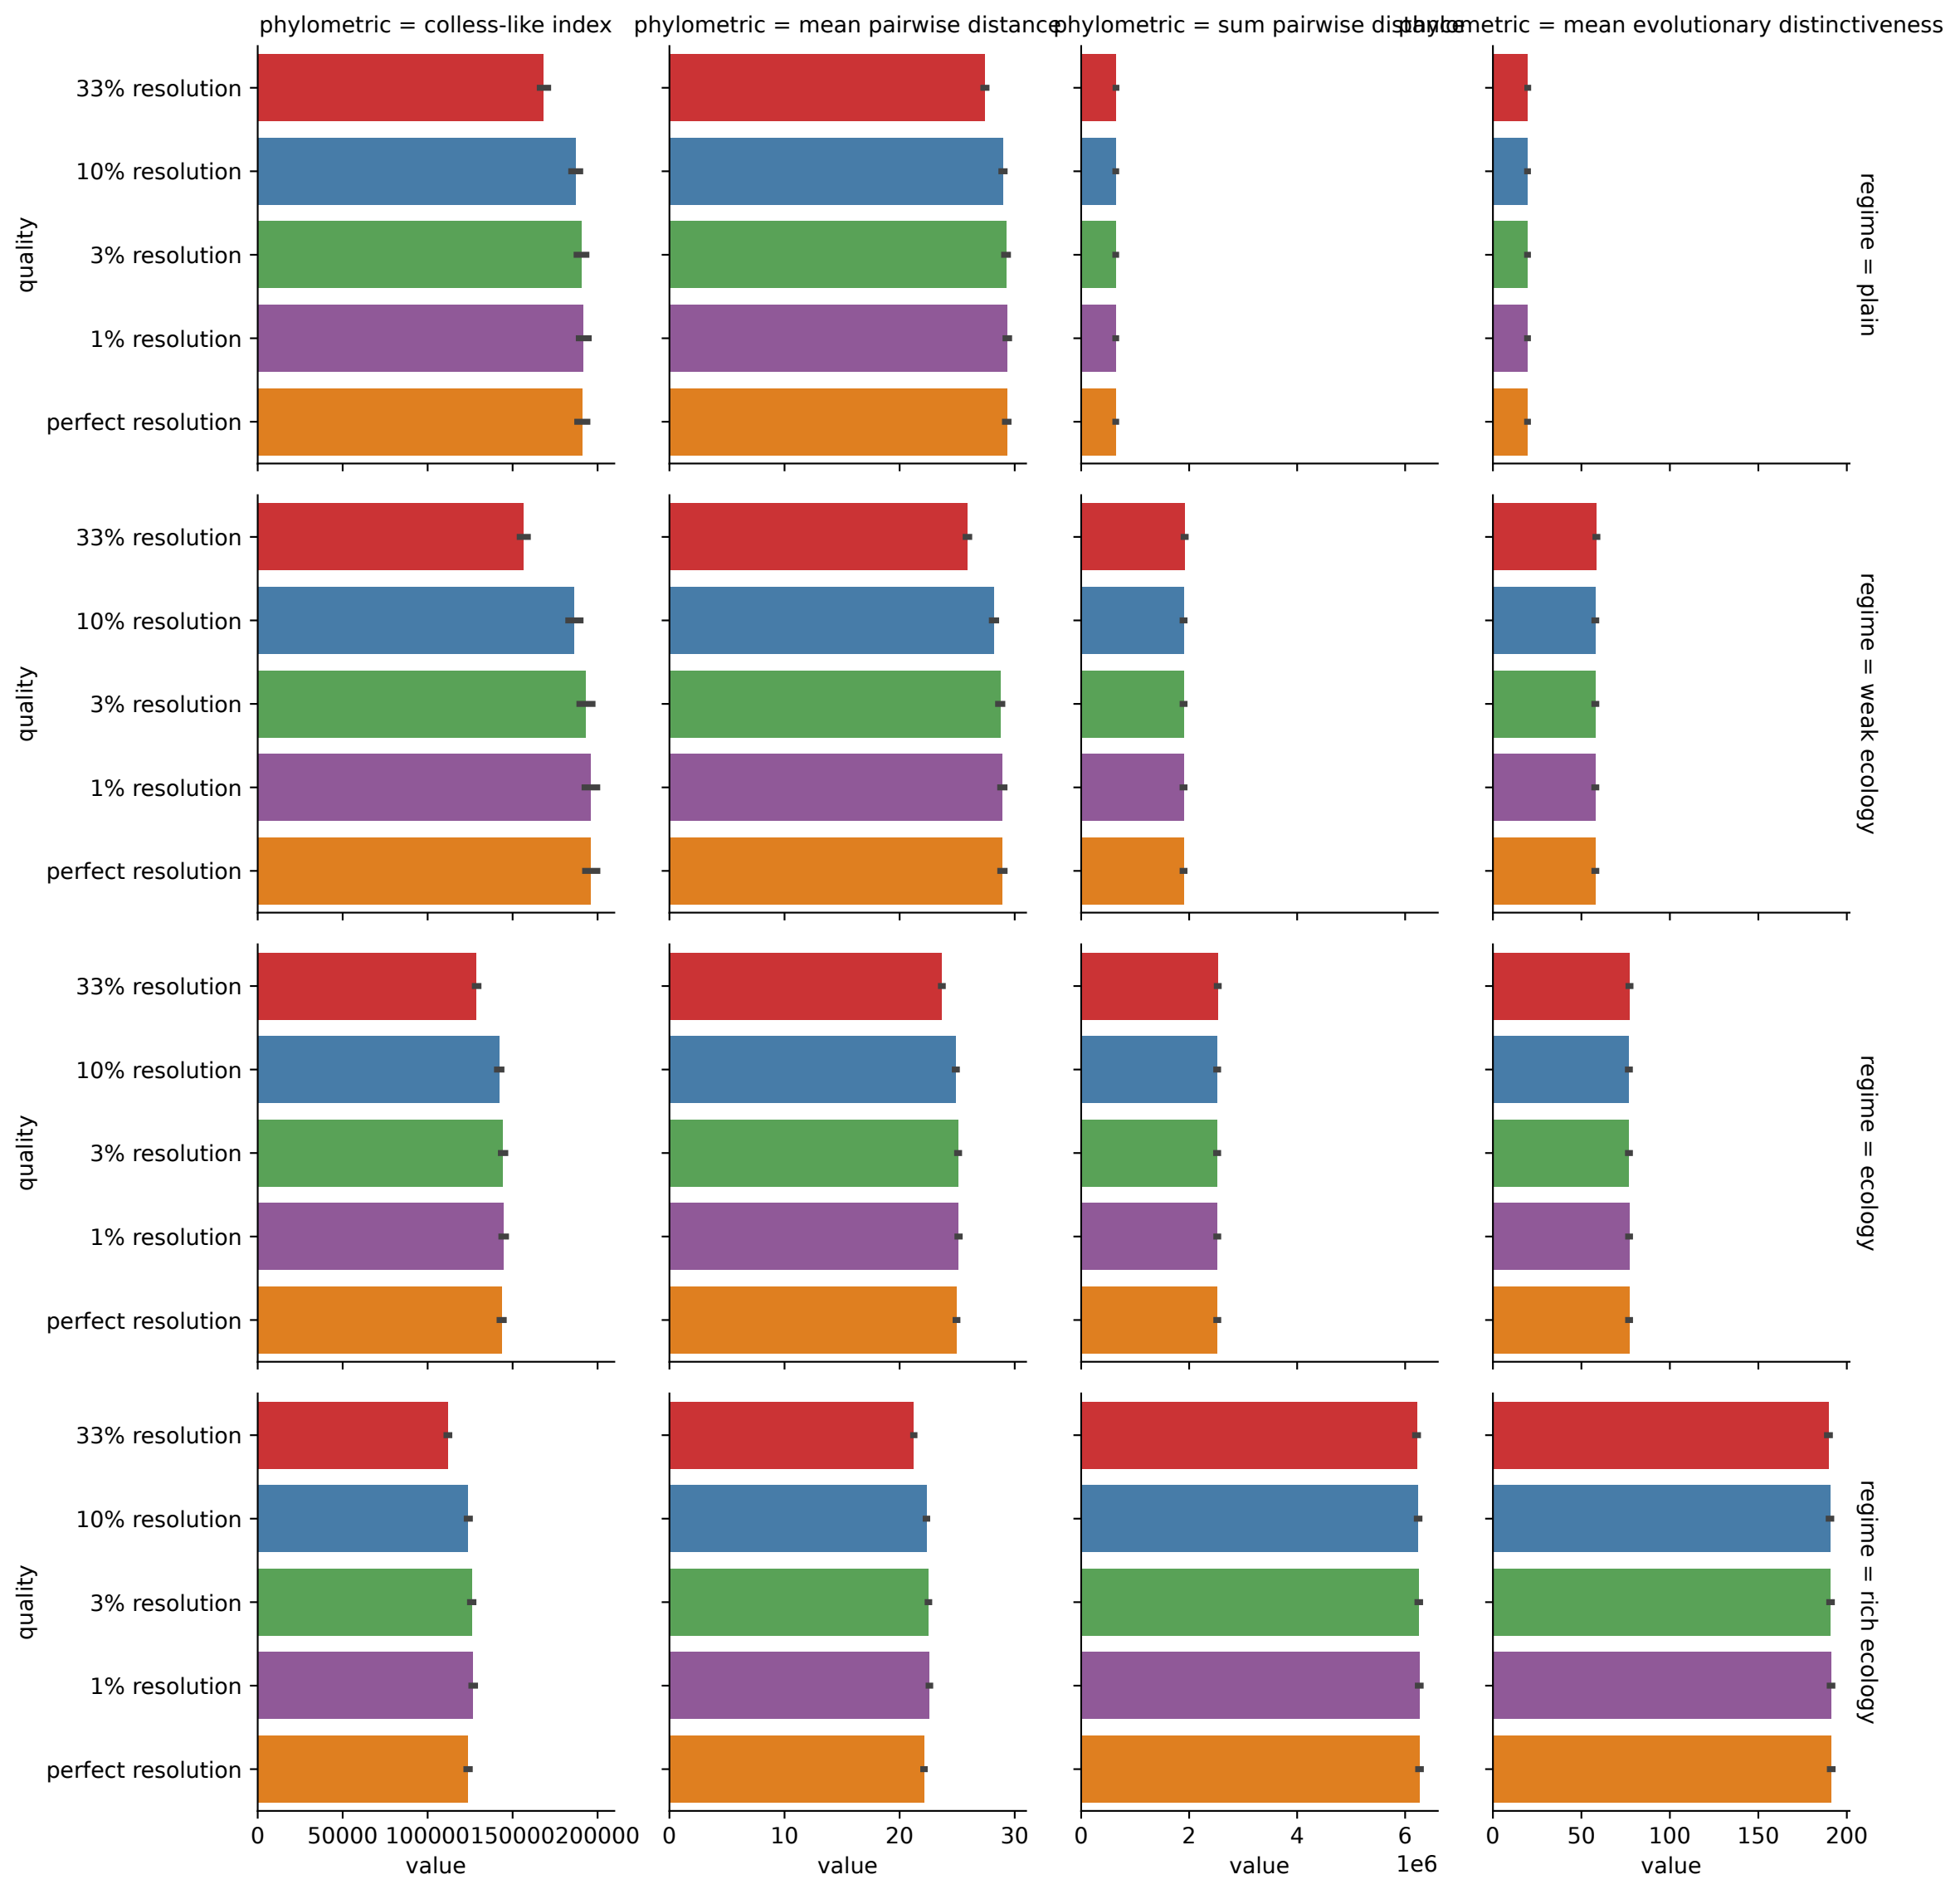 phylometric = colless-like index
phylometric = mean pairwise distance
phylometric = sum pairwise distance
phylometric = mean evolutionary distinctiveness
quality
33% resolution
10% resolution
3% resolution
1% resolution
perfect resolution
regime = plain
quality
33% resolution
10% resolution
3% resolution
1% resolution
perfect resolution
regime = weak ecology
quality
33% resolution
10% resolution
3% resolution
1% resolution
perfect resolution
regime = ecology
quality
33% resolution
10% resolution
3% resolution
1% resolution
perfect resolution
regime = rich ecology
0 50000 100000 150000 200000
value
0 10 20 30
value
0 2 4 6
1e6
value
0 50 100 150 200
value